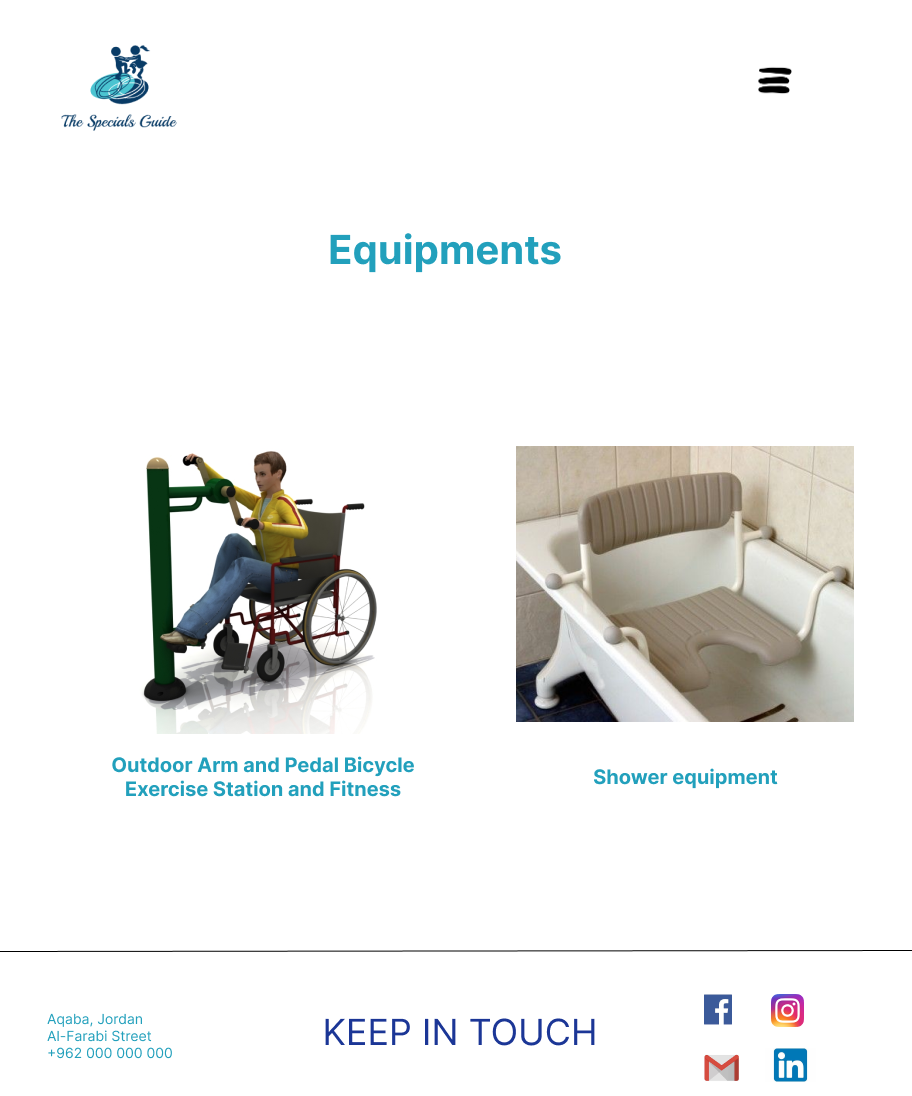 The Specials Guide
Equipments
Outdoor Arm and Pedal Bicycle
Exercise Station and Fitness
Shower equipment
Aqaba, Jordan
Al-Farabi Street
+962 000 000 000
KEEP IN TOUCH